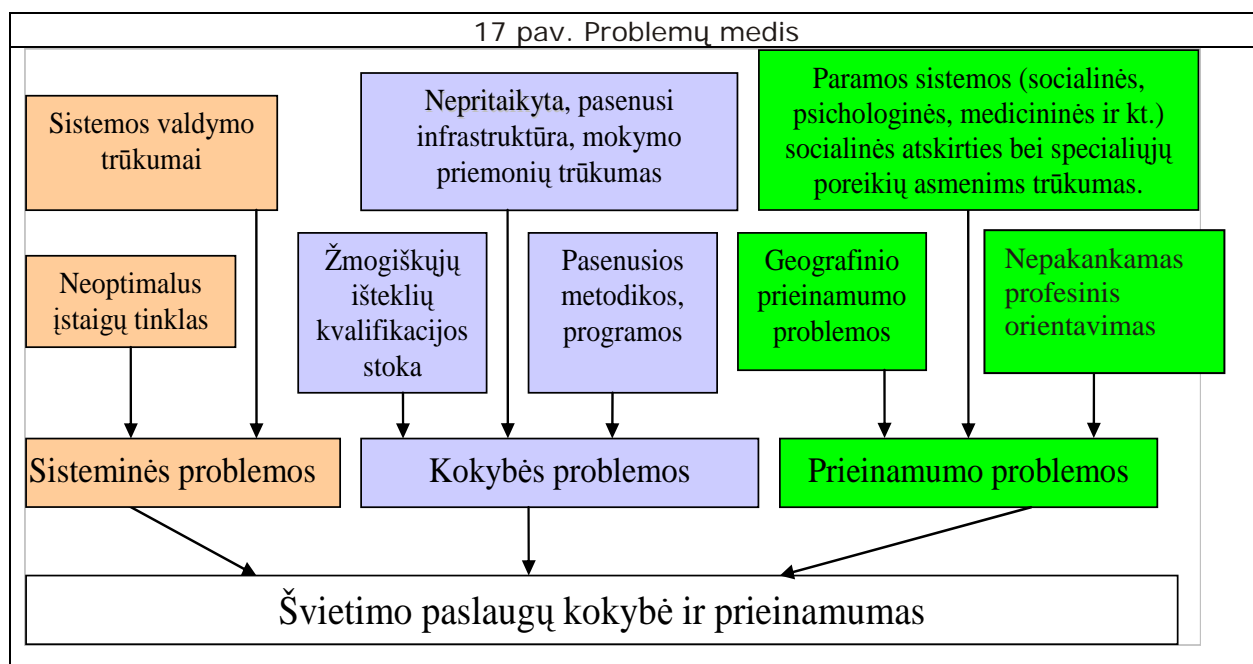 17 pav. Problemų medis
Sistemos valdymo
trūkumai
Nepritaikyta, pasenusi
infrastruktūra, mokymo
priemonių trūkumas
Paramos sistemos (socialinės,
psichologinės, medicininės ir kt.)
socialinės atskirties bei specialiųjų
poreikių asmenims trūkumas.
Neoptimalus
įstaigų tinklas
Žmogiškųjų
išteklių
kvalifikacijos
stoka
Pasenusios
metodikos,
programos
Geografinio
prieinamumo
problemos
Nepakankamas
profesinis
orientavimas
Sisteminės problemos
Kokybės problemos
Prieinamumo problemos
Švietimo paslaugų kokybė ir prieinamumas